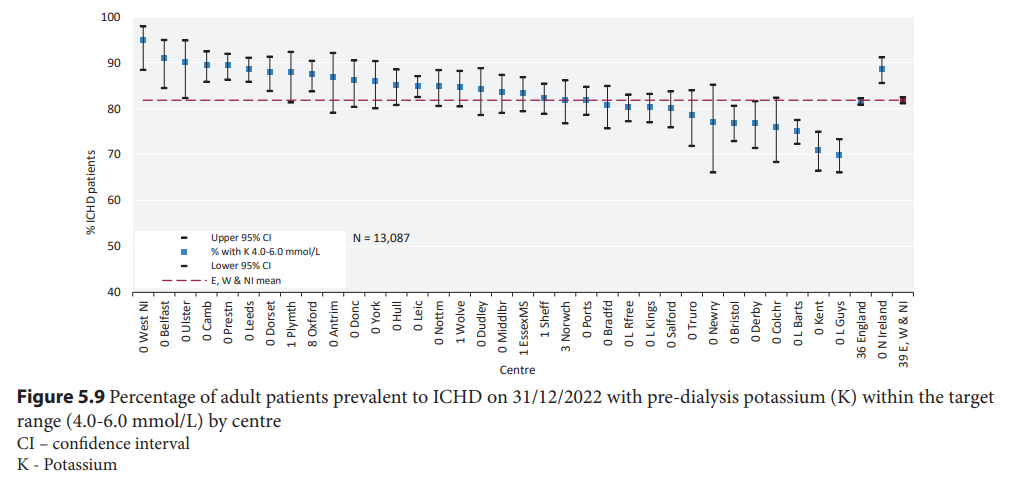 100
90
80
70
60
50
40
% ICHD patients
Upper 95% CI
% with K 4.0-6.0 mmol/L
Lower 95% CI
E, W & NI mean
N = 13,087
0 West NI
0 Belfast
0 Ulster
0 Camb
0 Prestn
0 Leeds
0 Dorset
1 Plymth
8 Oxford
0 Antrim
0 Donc
0 York
0 Hull
0 Leic
0 Nottm
1 Wolve
0 Dudley
0 Middlbr
1 EssexMS
1 Sheff
3 Norwch
0 Ports
0 Bradfd
0 L Rfree
0 L Kings
0 Salford
0 Truro
0 Newry
0 Bristol
0 Derby
0 Colchr
0 L Barts
0 Kent
0 L Guys
36 England
0 N Ireland
39 E, W & NI
Centre
Figure 5.9 Percentage of adult patients prevalent to ICHD on 31/12/2022 with pre-dialysis potassium (K) within the target
range (4.0-6.0 mmol/L) by centre
CI – confidence interval
K - Potassium